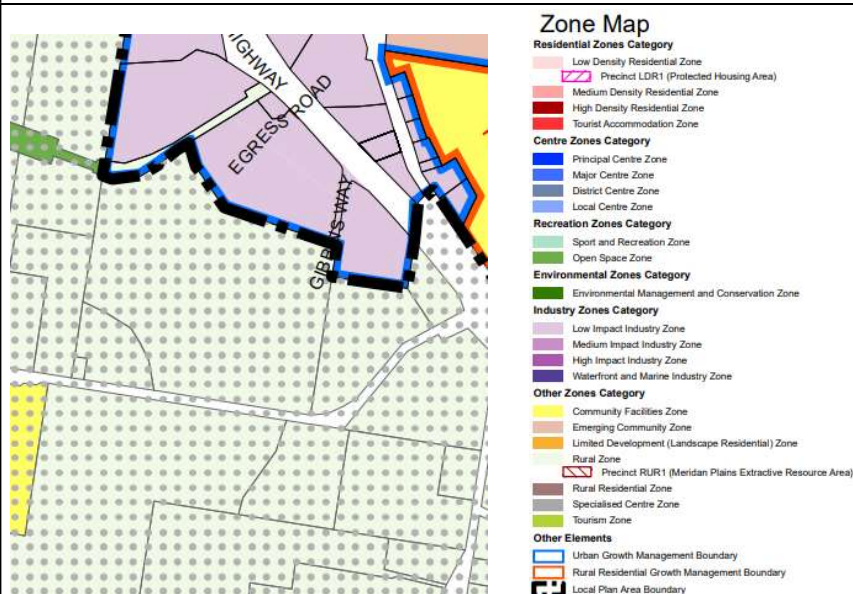 HIGHWAY
EGRESS ROAD
GIBBENS WAY
Zone Map
Residential Zones Category
Low Density Residential Zone
Precinct LDR1 (Protected Housing Area)
Medium Density Residential Zone
High Density Residential Zone
Tourist Accommodation Zone
Centre Zones Category
Principal Centre Zone
Major Centre Zone
District Centre Zone
Local Centre Zone
Recreation Zones Category
Sport and Recreation Zone
Open Space Zone
Environmental Zones Category
Environmental Management and Conservation Zone
Industry Zones Category
Low Impact Industry Zone
Medium Impact Industry Zone
High Impact Industry Zone
Waterfront and Marine Industry Zone
Other Zones Category
Community Facilities Zone
Emerging Community Zone
Limited Development (Landscape Residential) Zone
Rural Zone
Precinct RUR1 (Meridan Plains Extractive Resource Area)
Rural Residential Zone
Specialised Centre Zone
Tourism Zone
Other Elements
Urban Growth Management Boundary
Rural Residential Growth Management Boundary
Local Plan Area Boundary